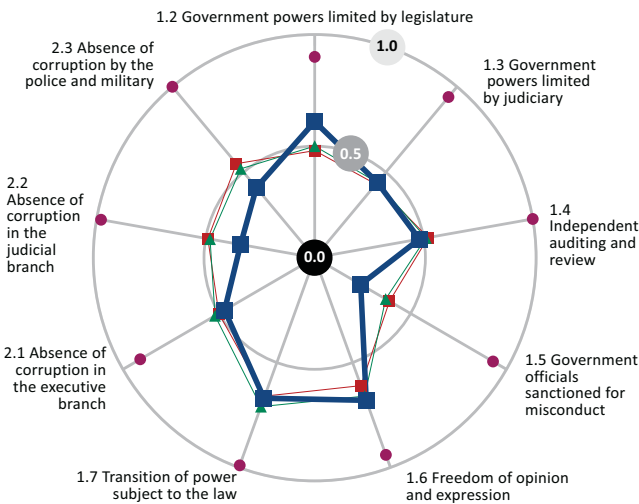 1.2 Government powers limited by legislature
1.0
2.3 Absence of
corruption by the
police and military
1.3 Government
powers limited
by judiciary
0.5
2.2
Absence of
corruption
in the
judicial
branch
1.4
Independent
auditing and
review
0.0
2.1 Absence of
corruption in
the executive
branch
1.5 Government
officials
sanctioned for
misconduct
1.7 Transition of power
subject to the law
1.6 Freedom of opinion
and expression